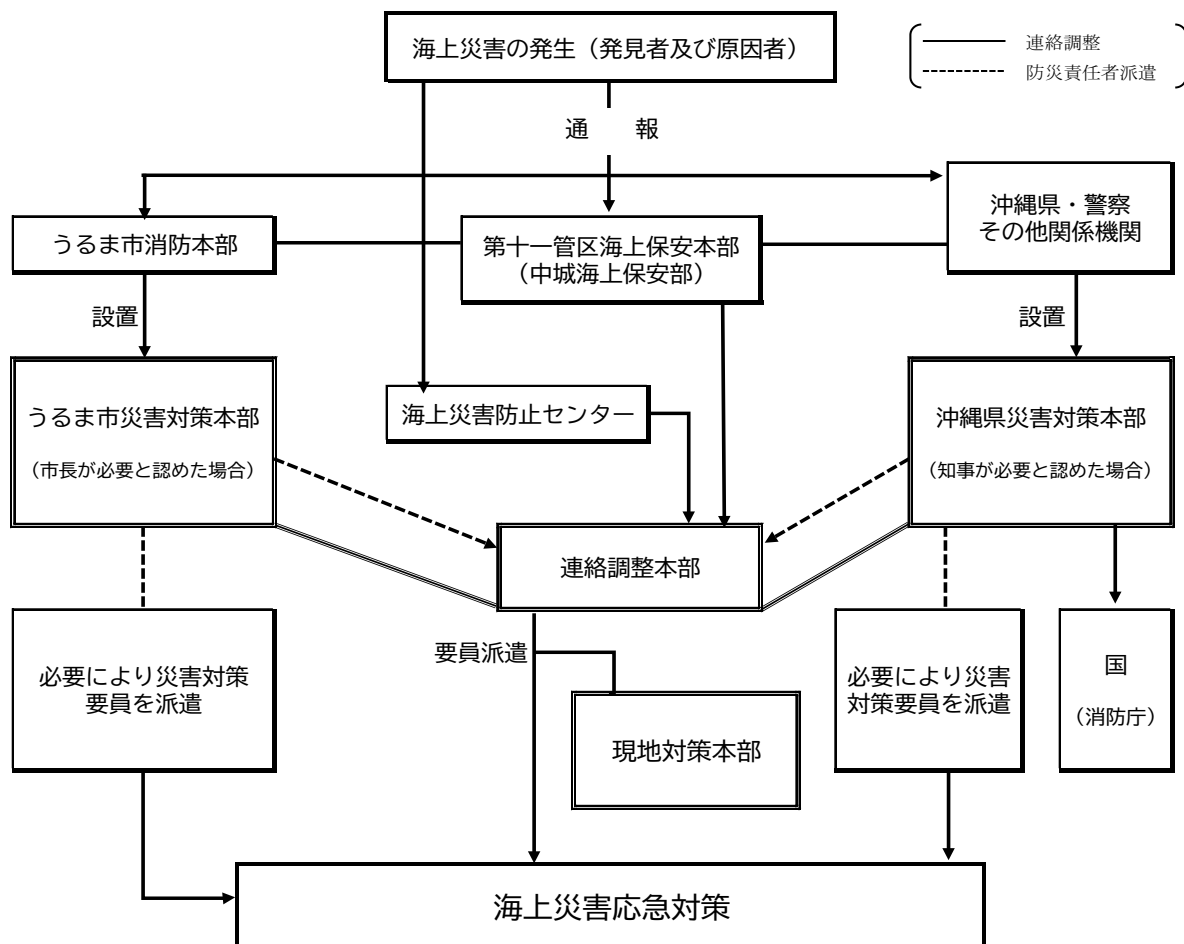 海上災害の発生（発見者及び原因者）
連絡調整
防災責任者派遣
通　報
うるま市消防本部
第十一管区海上保安本部
（中城海上保安部）
沖縄県・警察
その他関係機関
設置
設置
うるま市災害対策本部
（市長が必要と認めた場合）
海上災害防止センター
沖縄県災害対策本部
（知事が必要と認めた場合）
連絡調整本部
要員派遣
必要により災害対策
要員を派遣
現地対策本部
必要により災害
対策要員を派遣
国
（消防庁）
海上災害応急対策